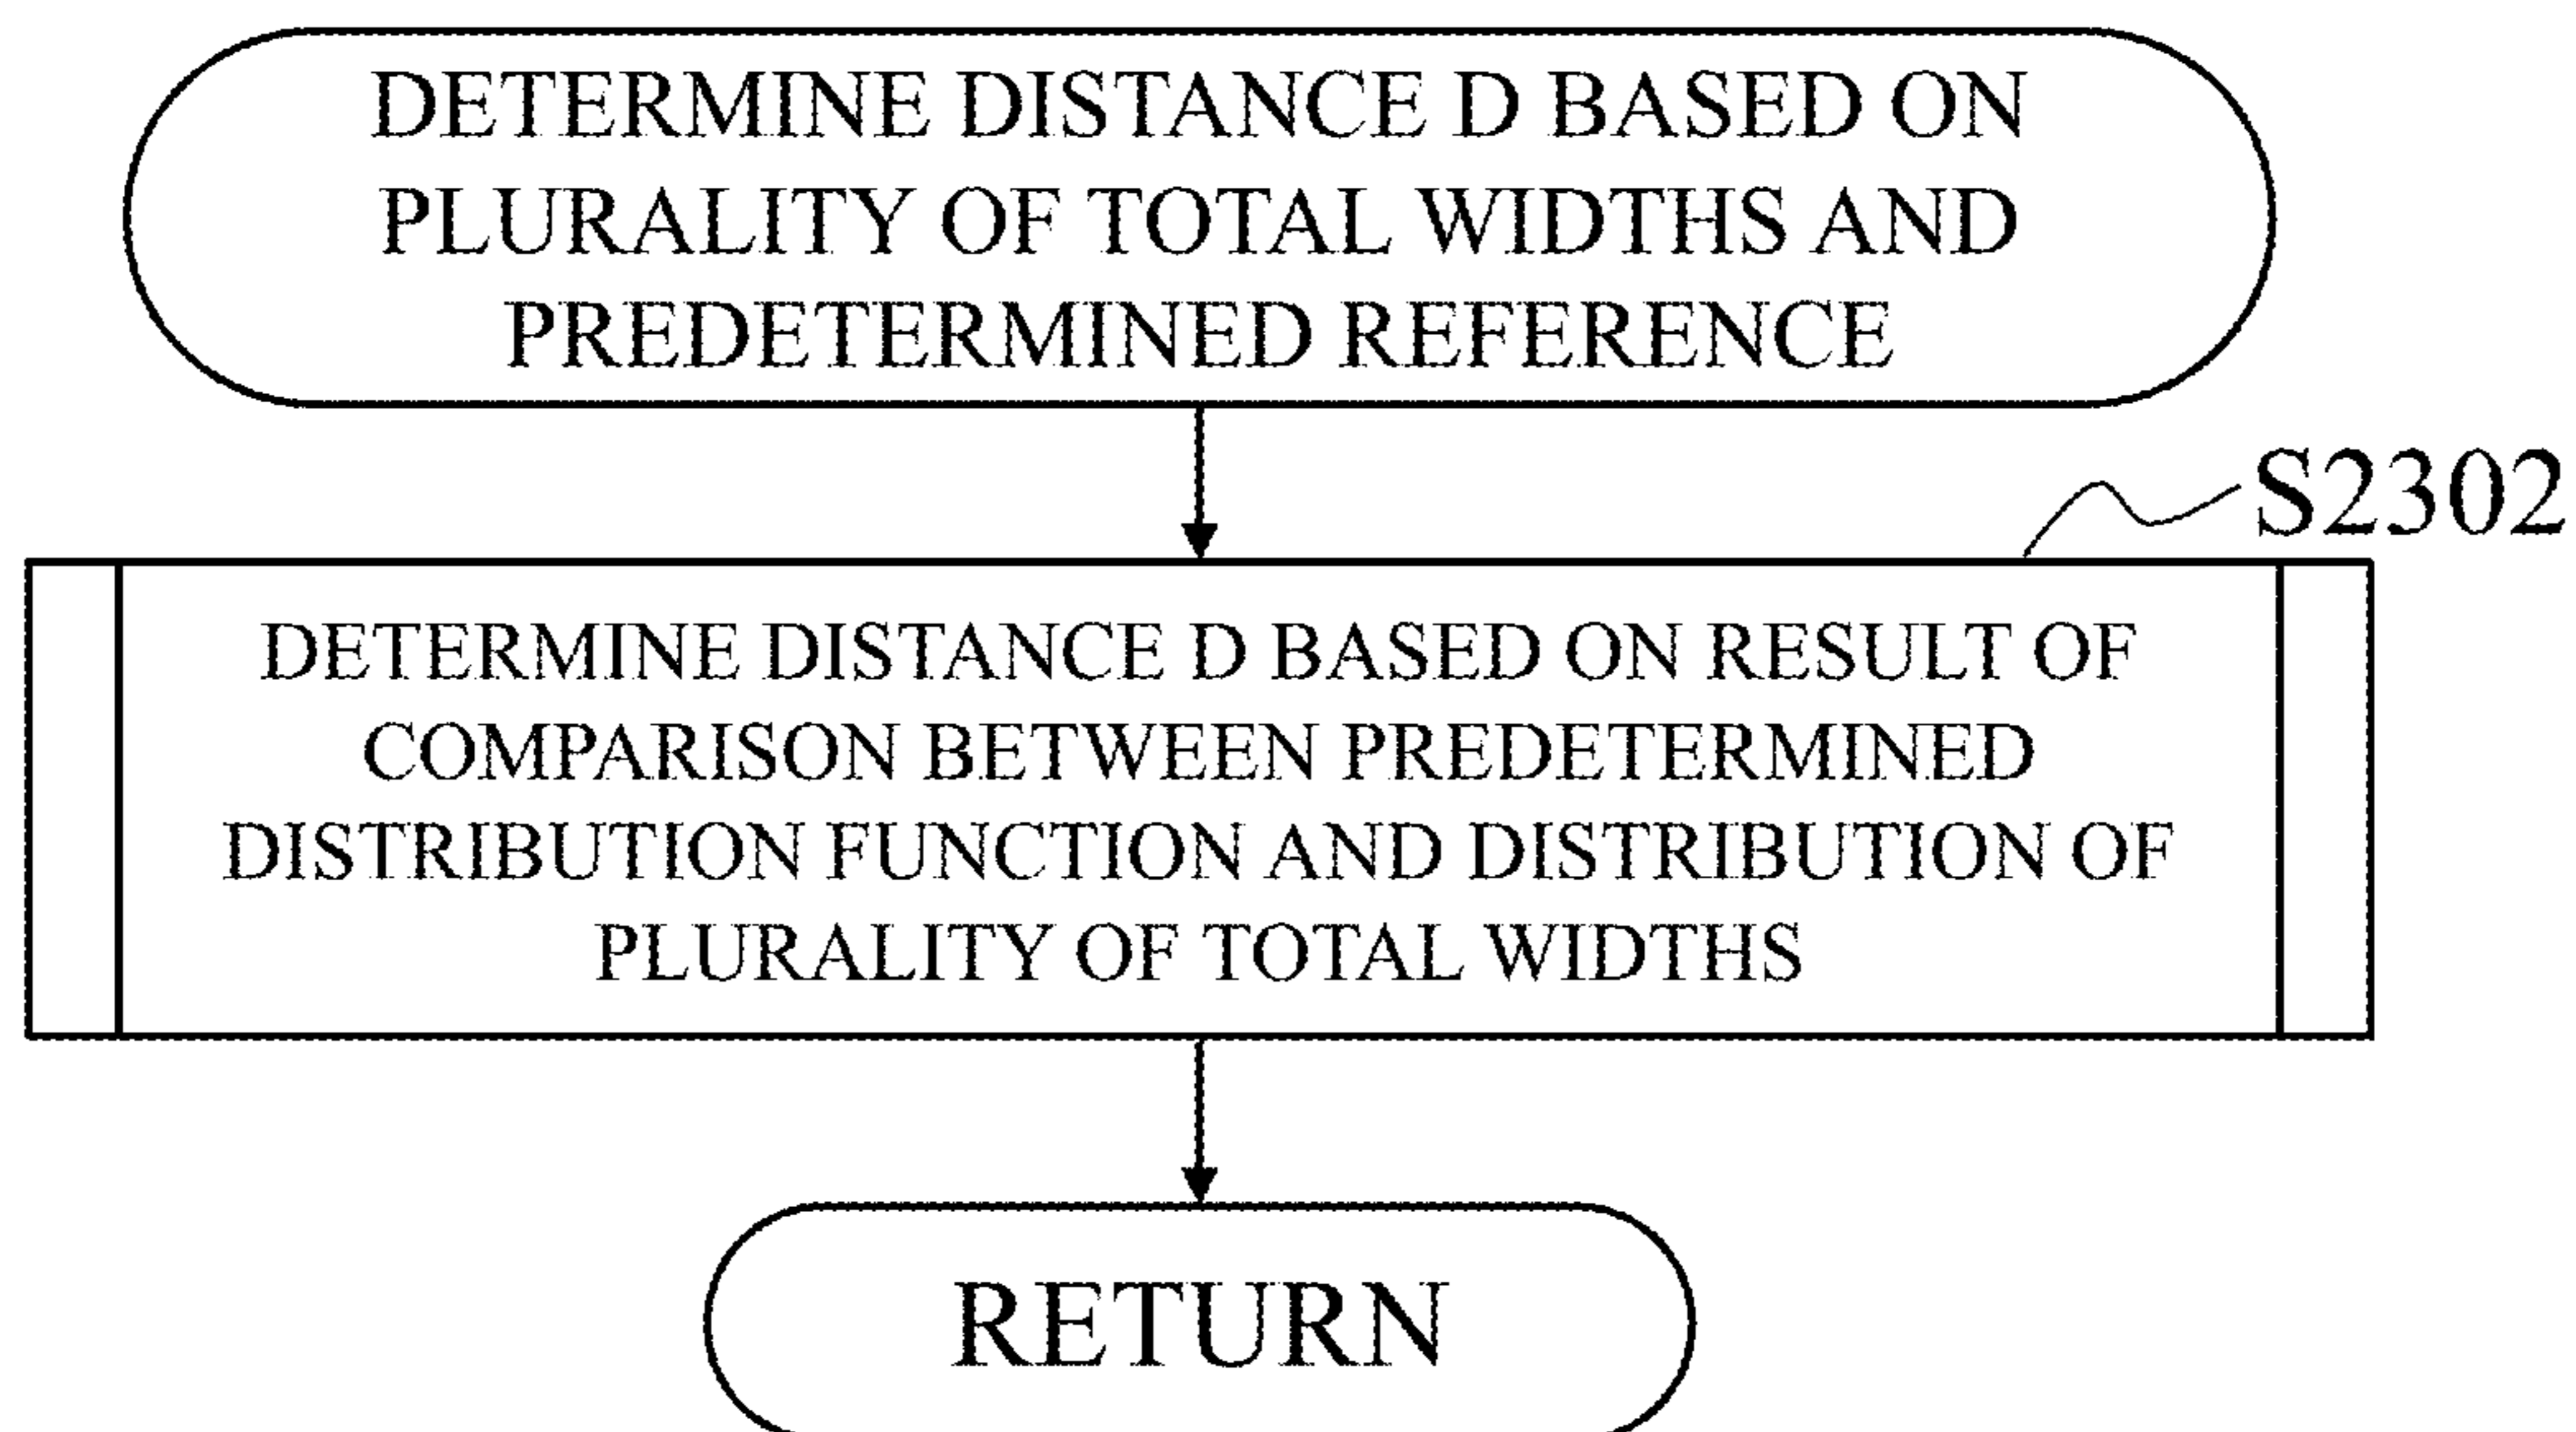 DETERMINE DISTANCE D BASED ON
PLURALITY OF TOTAL WIDTHS AND
PREDETERMINED REFERENCE
S2302
DETERMINE DISTANCE D BASED ON RESULT OF
COMPARISON BETWEEN PREDETERMINED
DISTRIBUTION FUNCTION AND DISTRIBUTION OF
PLURALITY OF TOTAL WIDTHS
RETURN